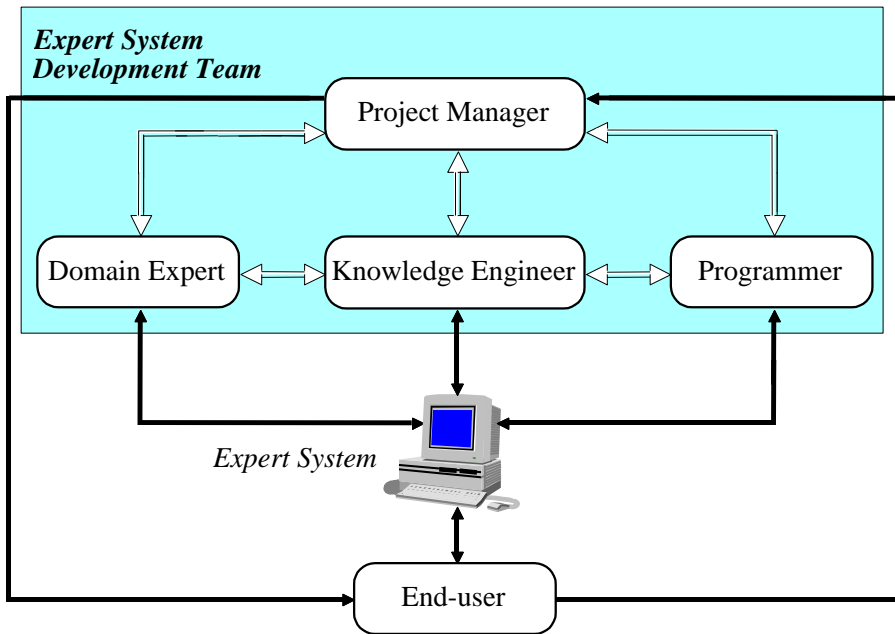 Expert System
Development Team
Project Manager
Domain Expert
Knowledge Engineer
Programmer
Expert System
End-user